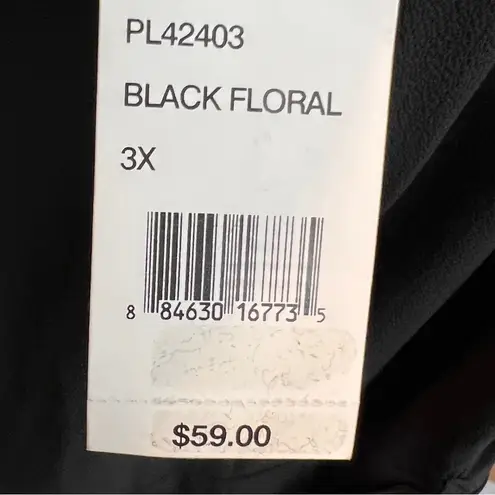 PL42403
BLACK FLORAL
3X
8 84630 16773 5
$59.00